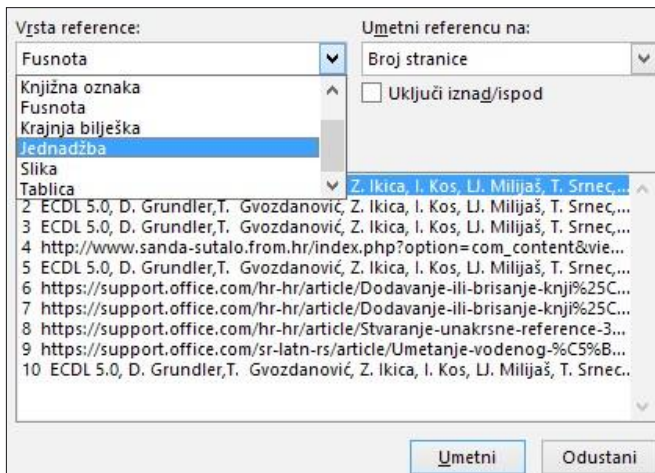 Vrsta reference:
Umetni referencu na:
Fusnota
Broj stranice
Knjižna oznaka
Fusnota
Krajnja bilješka
Jednadžba
Slika
Tablica
Uključi iznad/ispod
Z. Ikica, I. Kos, LJ. Milijaš, T. Srnec,...
2 ECDL 5.0, D. Grundler,T. Gvozdanović, Z. Ikica, I. Kos, LJ. Milijaš, T. Srnec,...
3 ECDL 5.0, D. Grundler,T. Gvozdanović, Z. Ikica, I. Kos, LJ. Milijaš, T. Srnec,...
4 http://www.sanda-sutalo.from.hr/index.php?option=com_content&vie...
5 ECDL 5.0, D. Grundler,T. Gvozdanović, Z. Ikica, I. Kos, LJ. Milijaš, T. Srnec,...
6 https://support.office.com/hr-hr/article/Dodavanje-ili-brisanje-knji%25C...
7 https://support.office.com/hr-hr/article/Dodavanje-ili-brisanje-knji%25C...
8 https://support.office.com/hr-hr/article/Stvaranje-unakrsne-reference-3...
9 https://support.office.com/sr-latn-rs/article/Umetanje-vodenog-%C5%B...
10 ECDL 5.0, D. Grundler,T. Gvozdanović, Z. Ikica, I. Kos, LJ. Milijaš, T. Srnec...
Umetni
Odustani